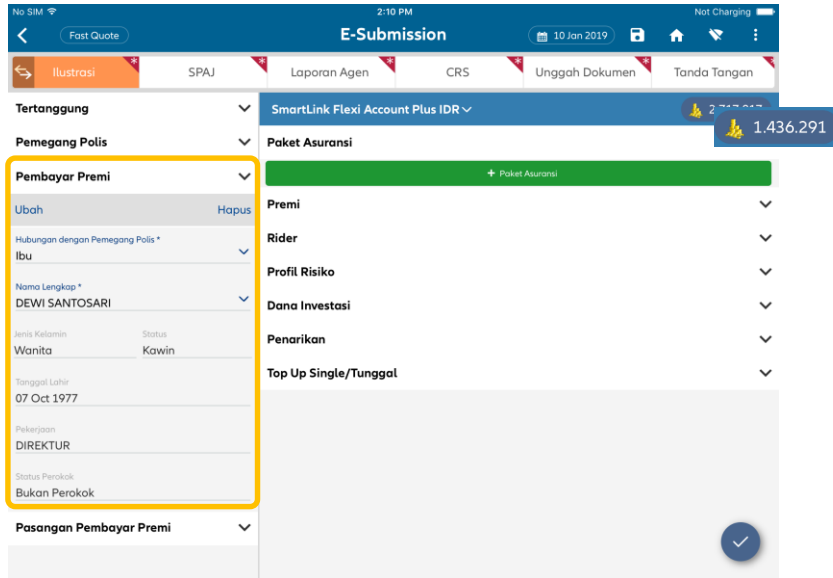 No SIM 2:10 PM Not Charging
Fast Quote E-Submission 10 Jan 2019
Ilustrasi * SPAJ * Laporan Agen * CRS * Unggah Dokumen * Tanda Tangan
Tertanggung
SmartLink Flexi Account Plus IDR
1.436.291
Pemegang Polis
Paket Asuransi
Pembayar Premi
+ Paket Asuransi
Ubah Hapus
Premi
Hubungan dengan Pemegang Polis *
Ibu
Rider
Profil Risiko
Nama Lengkap *
DEWI SANTOSARI
Dana Investasi
Jenis Kelamin Status
Wanita Kawin
Penarikan
Top Up Single/Tunggal
Tanggal Lahir
07 Oct 1977
Pekerjaan
DIREKTUR
Status Perokok
Bukan Perokok
Pasangan Pembayar Premi